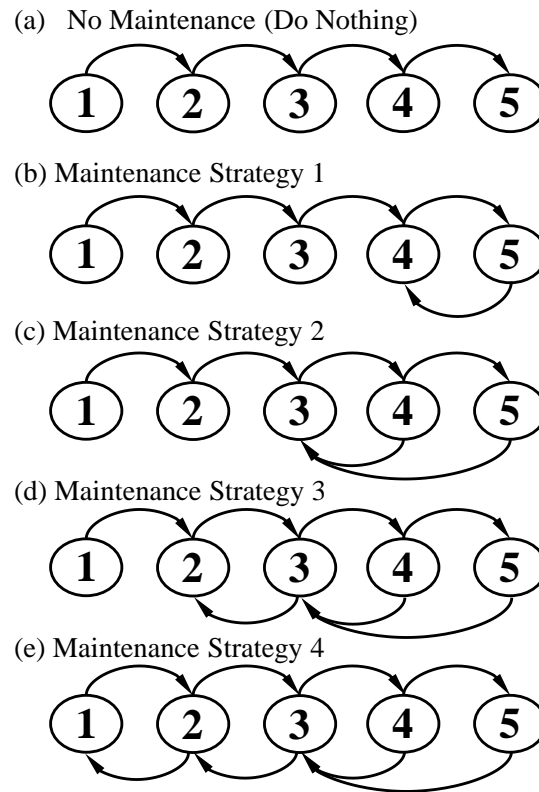 (a) No Maintenance (Do Nothing)
1 2 3 4 5
(b) Maintenance Strategy 1
1 2 3 4 5
(c) Maintenance Strategy 2
1 2 3 4 5
(d) Maintenance Strategy 3
1 2 3 4 5
(e) Maintenance Strategy 4
1 2 3 4 5